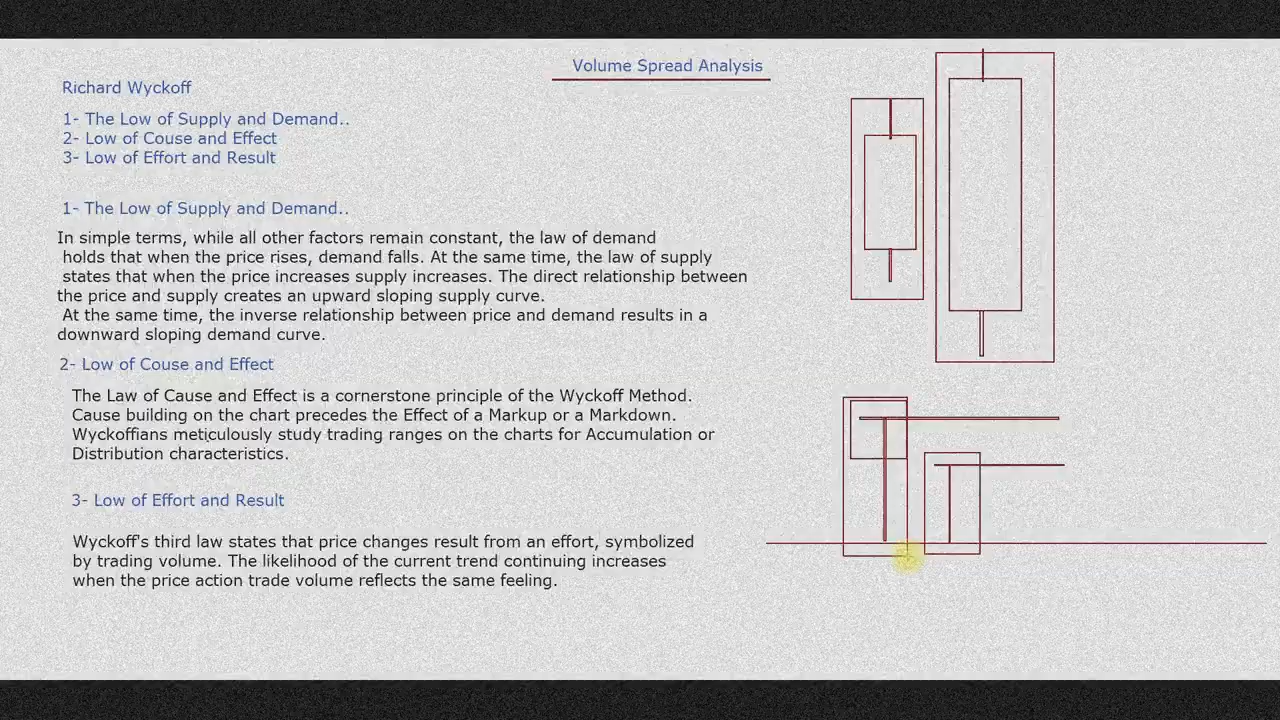 Volume Spread Analysis
Richard Wyckoff
1- The Low of Supply and Demand..
2- Low of Couse and Effect
3- Low of Effort and Result
1- The Low of Supply and Demand..
In simple terms, while all other factors remain constant, the law of demand
holds that when the price rises, demand falls. At the same time, the law of supply
states that when the price increases supply increases. The direct relationship between
the price and supply creates an upward sloping supply curve.
At the same time, the inverse relationship between price and demand results in a
downward sloping demand curve.
2- Low of Couse and Effect
The Law of Cause and Effect is a cornerstone principle of the Wyckoff Method.
Cause building on the chart precedes the Effect of a Markup or a Markdown.
Wyckoffians meticulously study trading ranges on the charts for Accumulation or
Distribution characteristics.
3- Low of Effort and Result
Wyckoff's third law states that price changes result from an effort, symbolized
by trading volume. The likelihood of the current trend continuing increases
when the price action trade volume reflects the same feeling.